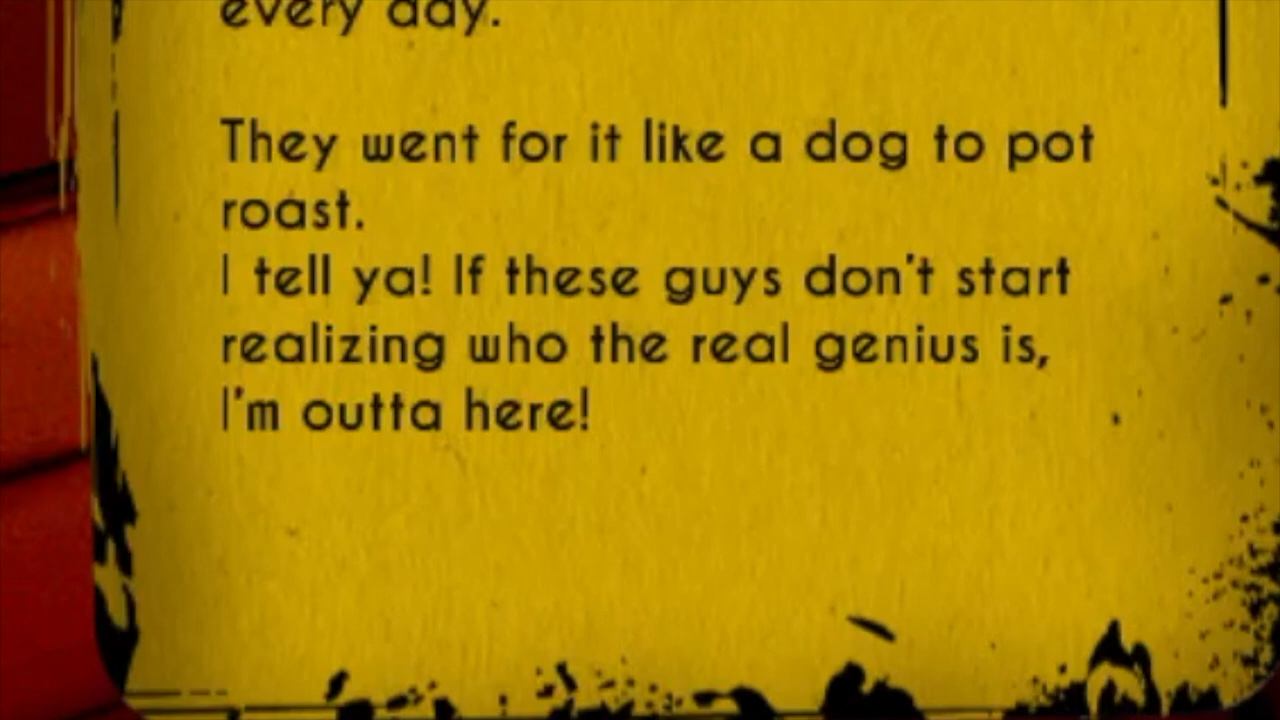 every day.
They went for it like a dog to pot
roast.
I tell ya! If these guys don't start
realizing who the real genius is,
I'm outta here!